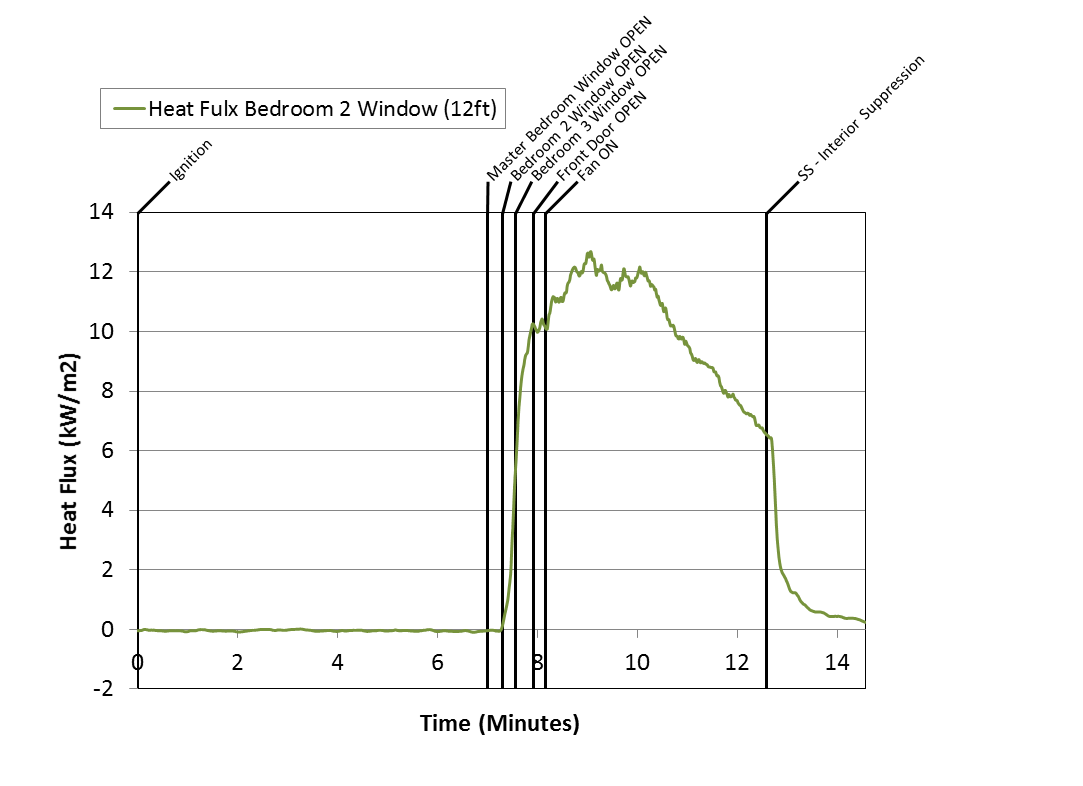 Heat Fulx Bedroom 2 Window (12ft)
Ignition
Master Bedroom Window OPEN
Bedroom 2 Window OPEN
Bedroom 3 Window OPEN
Front Door OPEN
Fan ON
SS - Interior Suppression
14
12
10
8
6
4
2
0
-2
Heat Flux (kW/m2)
0 2 4 6 8 10 12 14
Time (Minutes)